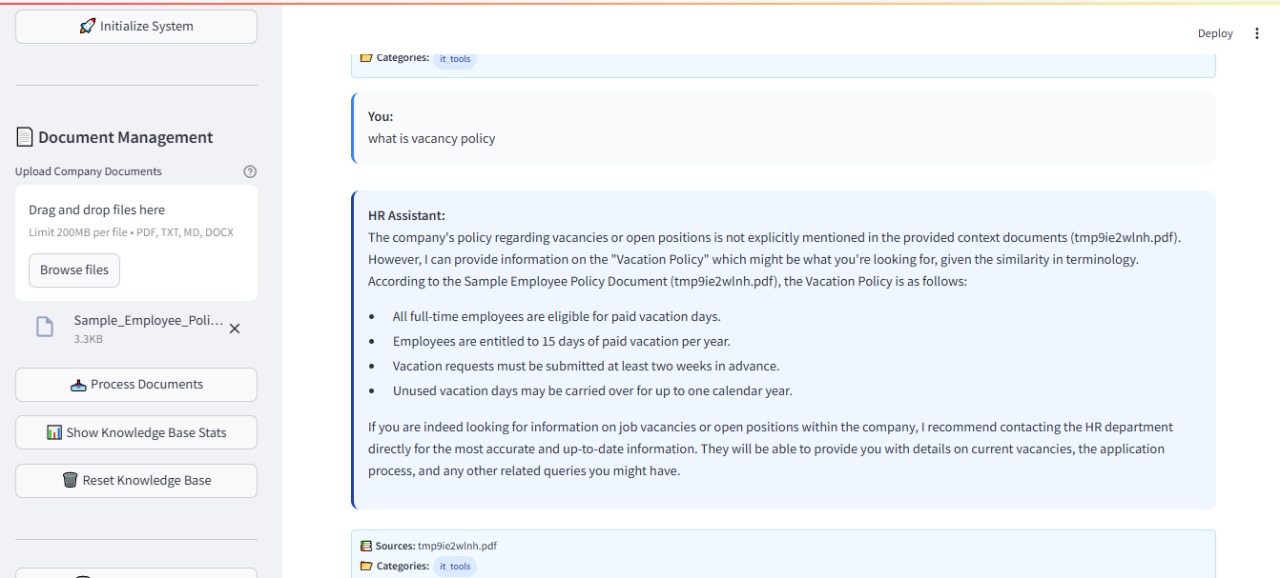 Initialize System
Document Management
Upload Company Documents
Drag and drop files here
Limit 200MB per file • PDF, TXT, MD, DOCX
Browse files
Sample_Employee_Poli...
3.3KB
Process Documents
Show Knowledge Base Stats
Reset Knowledge Base
Deploy
Categories: it_tools
You:
what is vacancy policy
HR Assistant:
The company's policy regarding vacancies or open positions is not explicitly mentioned in the provided context documents (tmp9ie2wlnh.pdf).
However, I can provide information on the "Vacation Policy" which might be what you're looking for, given the similarity in terminology.
According to the Sample Employee Policy Document (tmp9ie2wlnh.pdf), the Vacation Policy is as follows:
• All full-time employees are eligible for paid vacation days.
• Employees are entitled to 15 days of paid vacation per year.
• Vacation requests must be submitted at least two weeks in advance.
• Unused vacation days may be carried over for up to one calendar year.
If you are indeed looking for information on job vacancies or open positions within the company, I recommend contacting the HR department
directly for the most accurate and up-to-date information. They will be able to provide you with details on current vacancies, the application
process, and any other related queries you might have.
Sources: tmp9ie2wlnh.pdf
Categories: it_tools